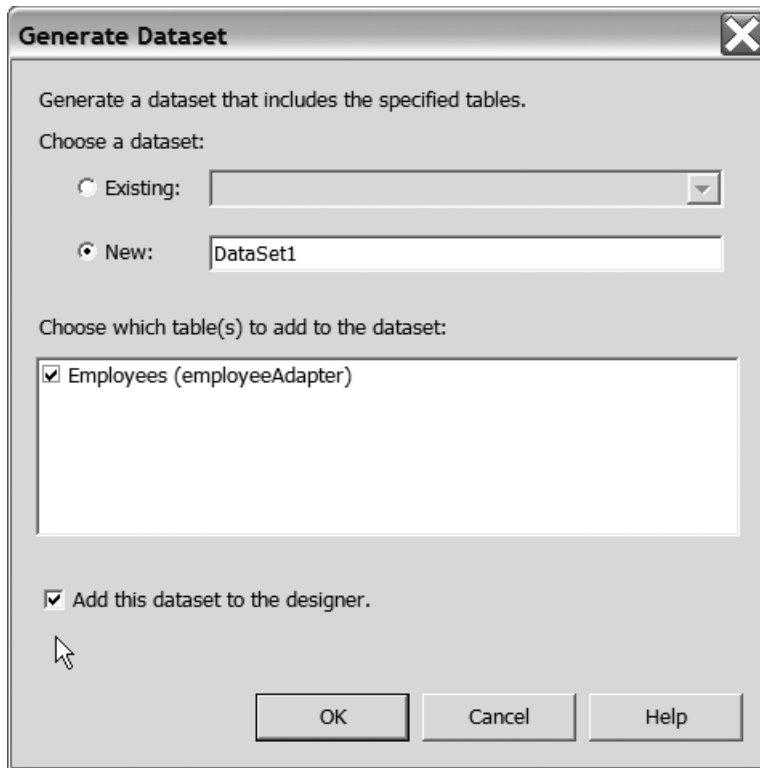 Generate Dataset
Generate a dataset that includes the specified tables.
Choose a dataset:
Existing:
New: DataSet1
Choose which table(s) to add to the dataset:
Employees (employeeAdapter)
Add this dataset to the designer.
OK Cancel Help